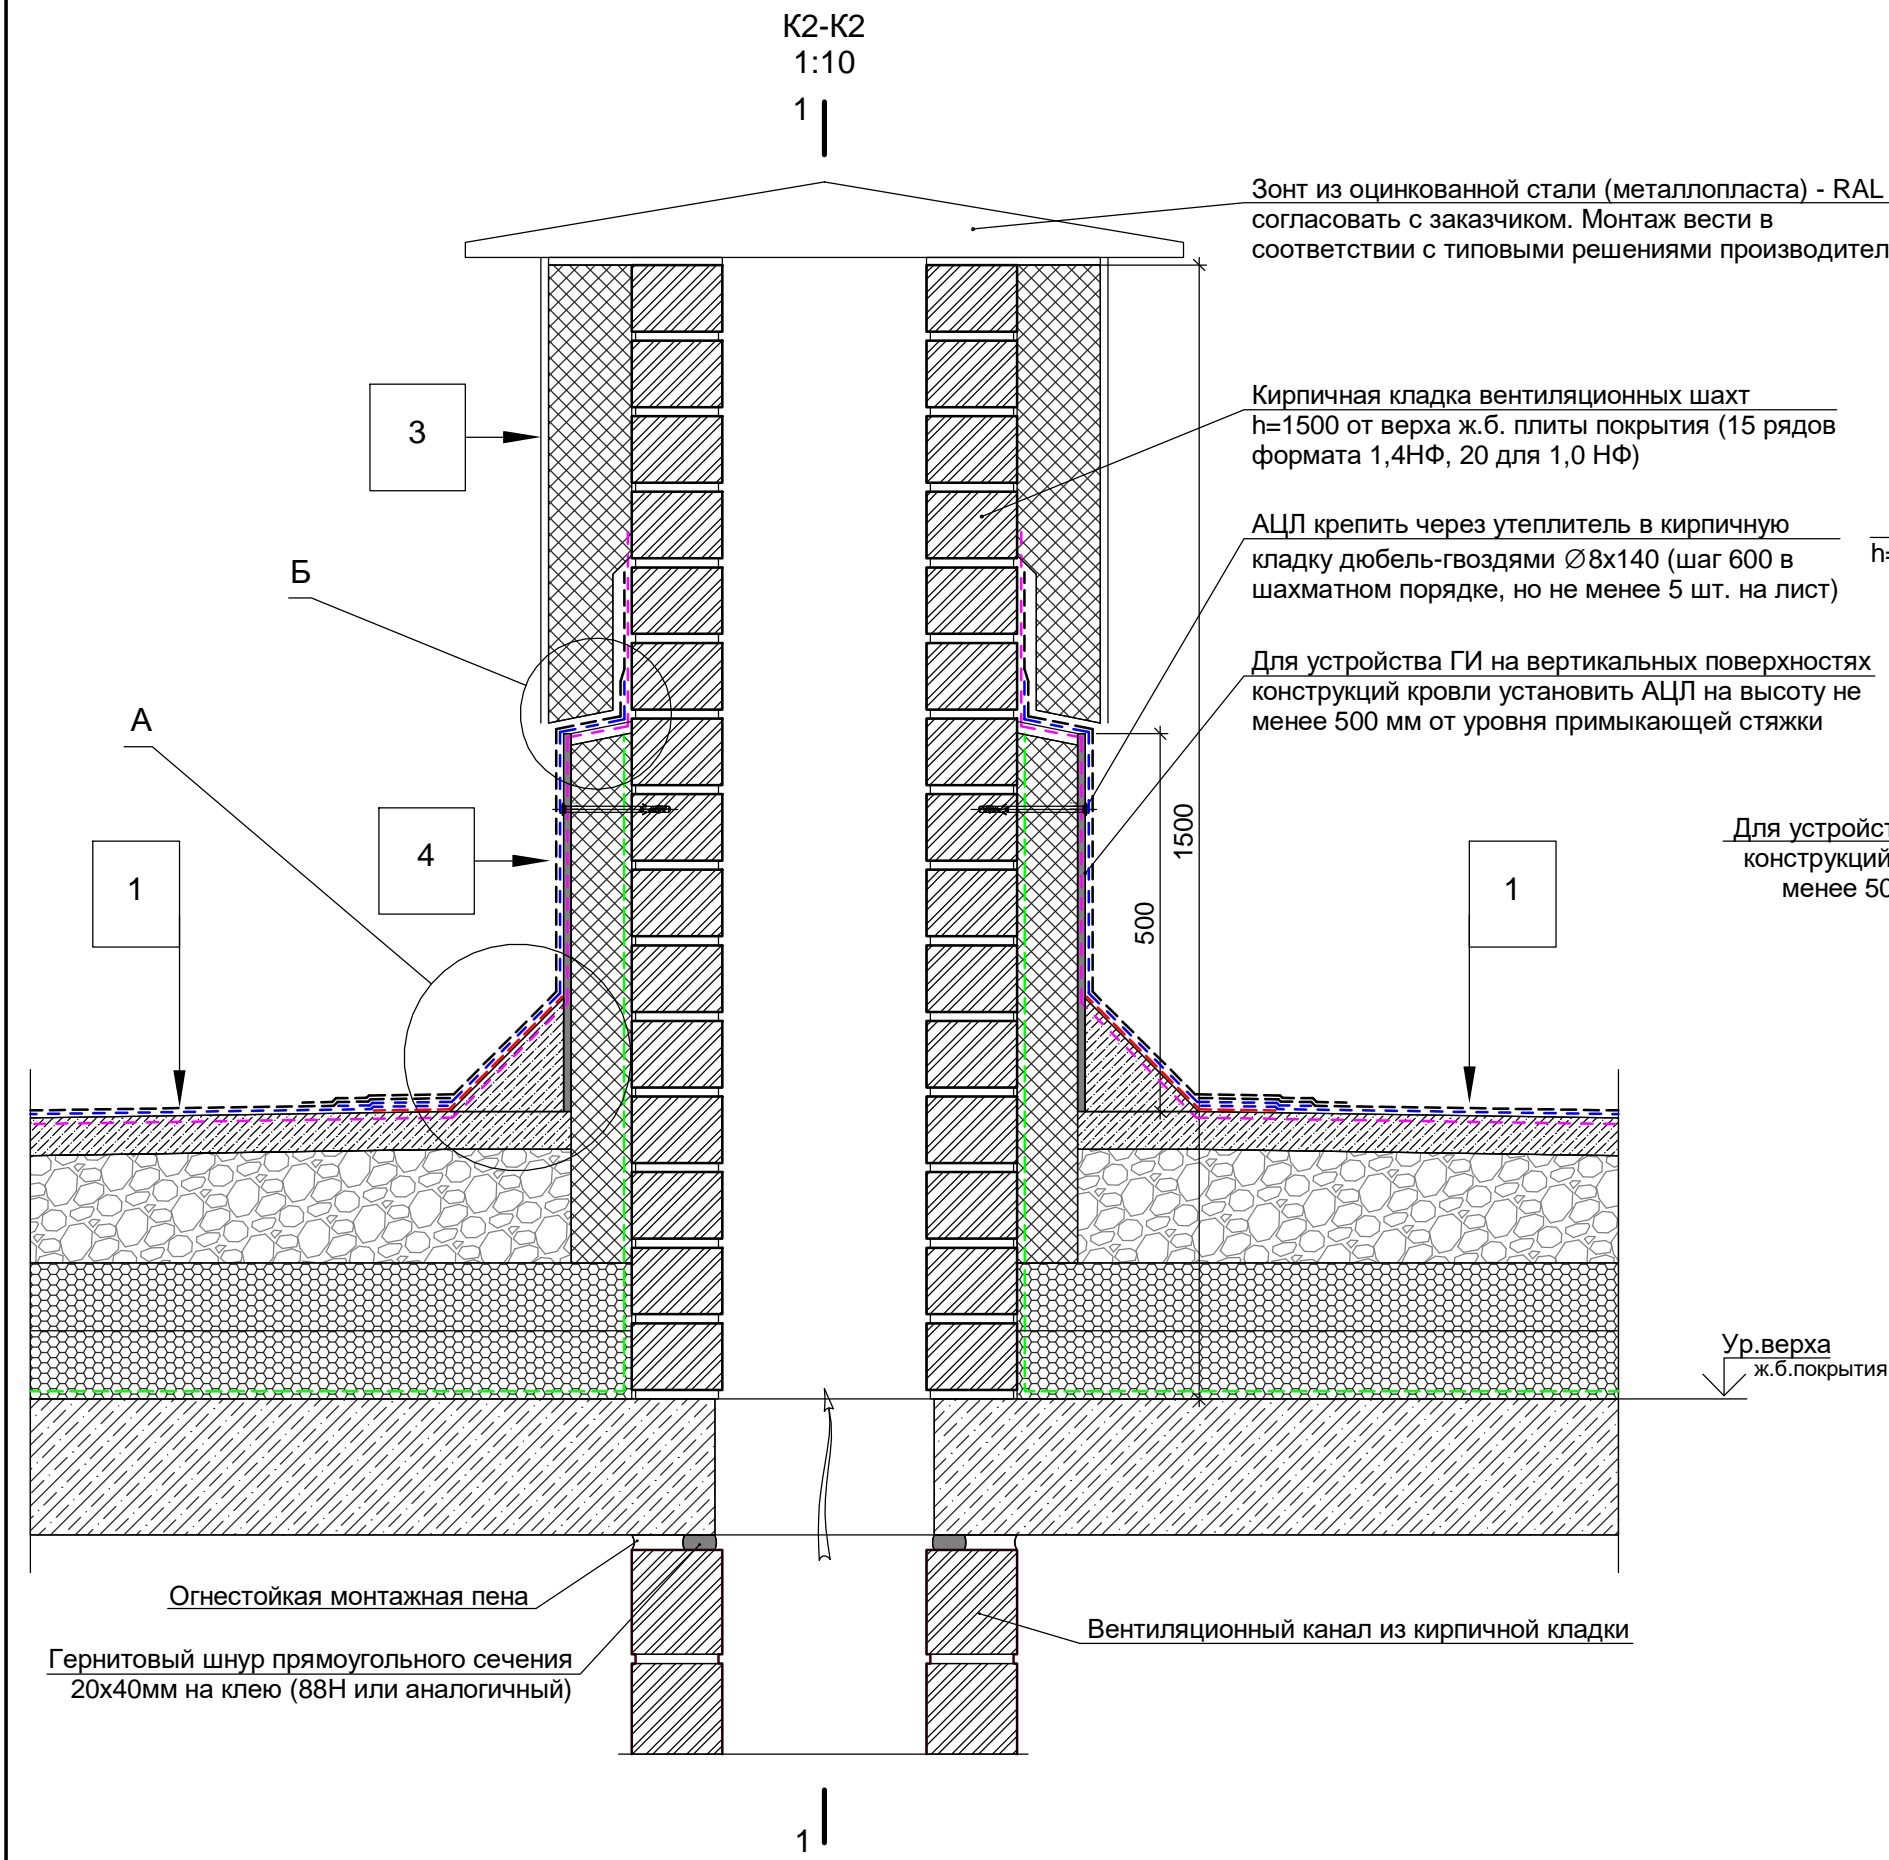 К2-К2
1:10
1
Зонт из оцинкованной стали (металлопласта) - RAL
согласовать с заказчиком. Монтаж вести в
соответствии с типовыми решениями производител
Кирпичная кладка вентиляционных шахт
h=1500 от верха ж.б. плиты покрытия (15 рядов
формата 1,4НФ, 20 для 1,0 НФ)
3
АЦЛ крепить через утеплитель в кирпичную
кладку дюбель-гвоздями ∅8х140 (шаг 600 в
шахматном порядке, но не менее 5 шт. на лист)
h=
Б
Для устройства ГИ на вертикальных поверхностях
конструкций кровли установить АЦЛ на высоту не
менее 500 мм от уровня примыкающей стяжки
А
1500
500
Для устройст
конструкций
менее 50
4
1
1
Ур.верха
ж.б.покрытия
Огнестойкая монтажная пена
Вентиляционный канал из кирпичной кладки
Гернитовый шнур прямоугольного сечения
20х40мм на клею (88Н или аналогичный)
1